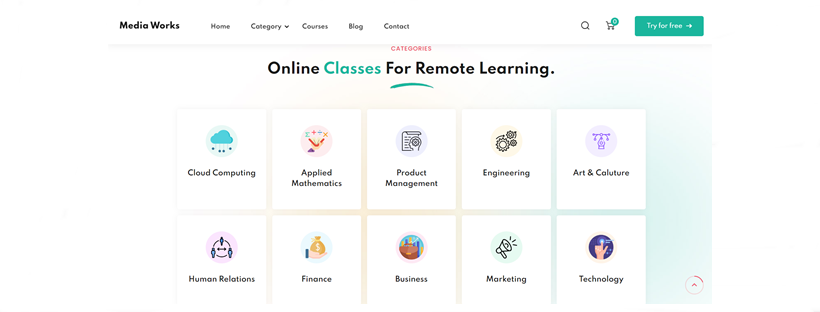 Media Works
Home
Category
Courses
Blog
Contact
0
Try for free
CATEGORIES
Online Classes For Remote Learning.
Cloud Computing
Applied
Mathematics
Product
Management
Engineering
Art & Caluture
Human Relations
Finance
Business
Marketing
Technology